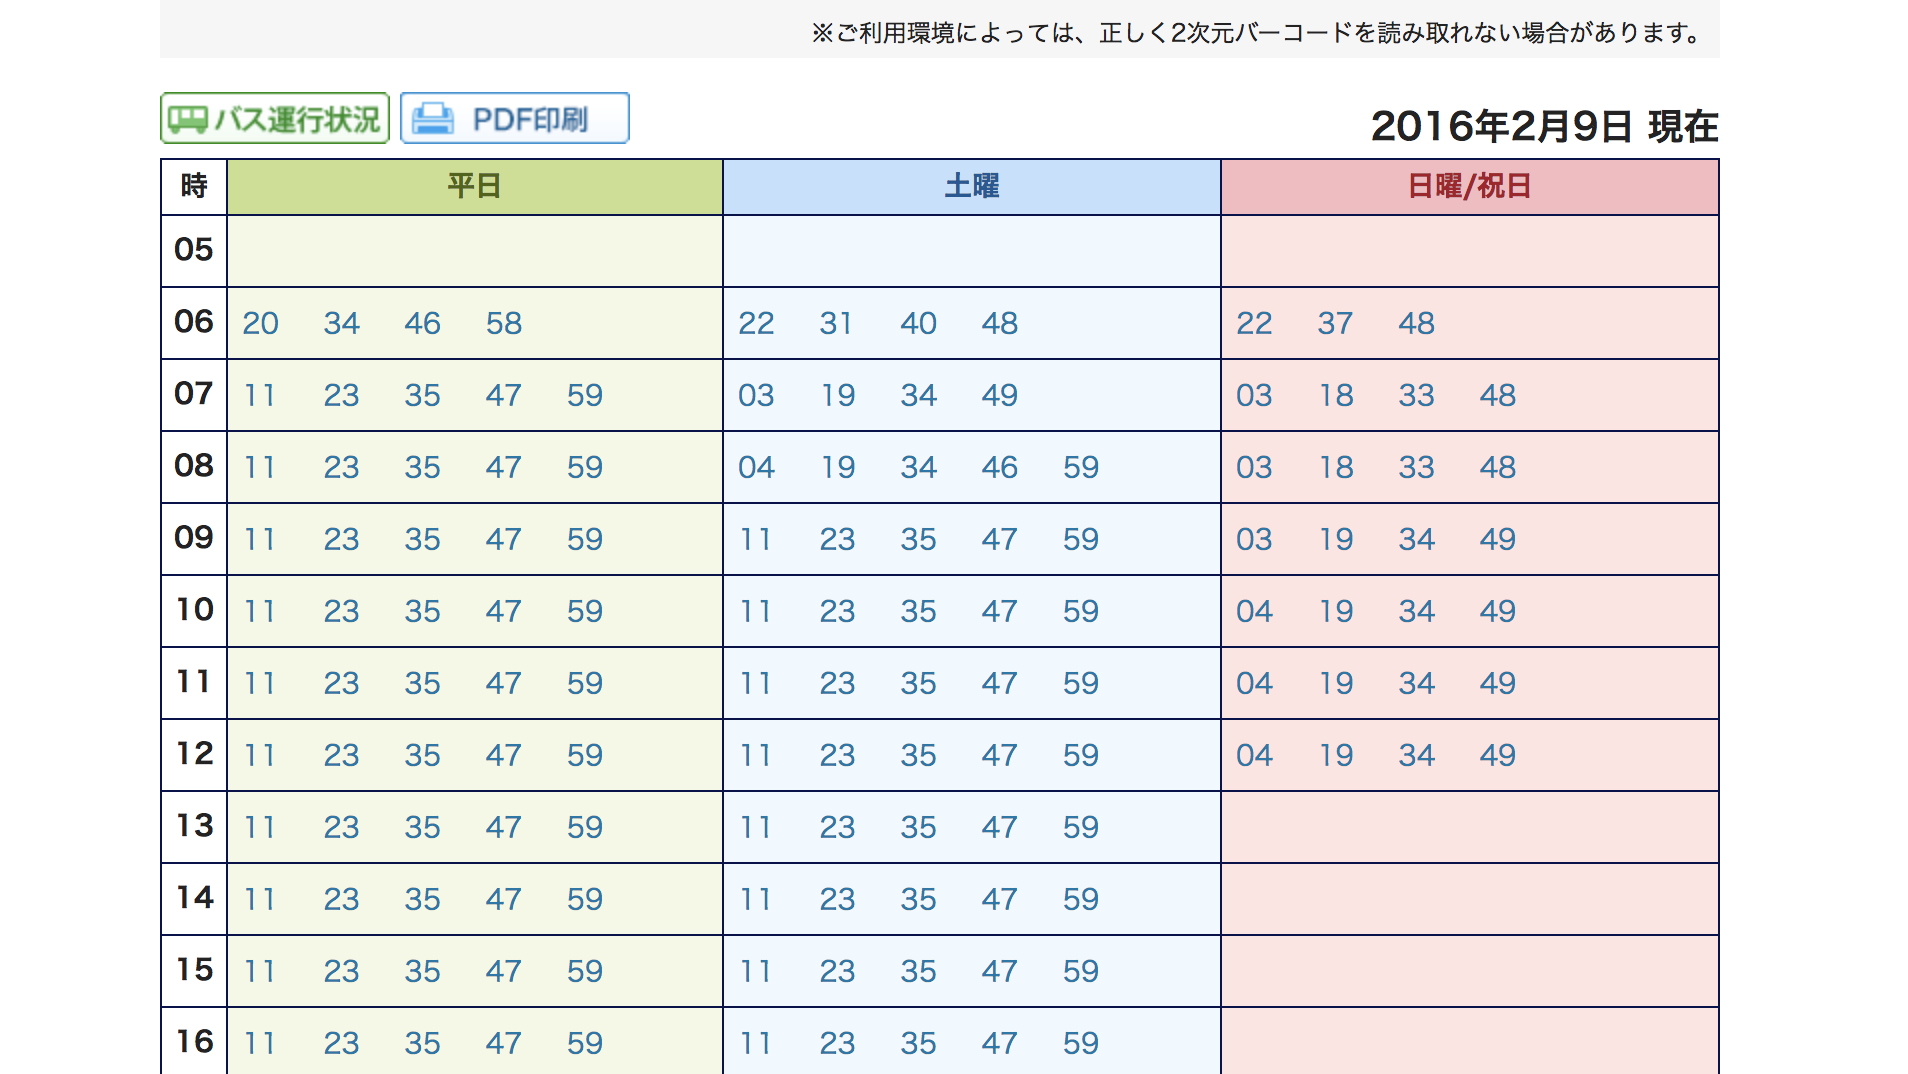 ※ご利用環境によっては、正しく2次元バーコードを読み取れない場合があります。
バス運行状況 PDF印刷 2016年2月9日 現在
時 平日 土曜 日曜/祝日
05
06 20 34 46 58 22 31 40 48 22 37 48
07 11 23 35 47 59 03 19 34 49 03 18 33 48
08 11 23 35 47 59 04 19 34 46 59 03 18 33 48
09 11 23 35 47 59 11 23 35 47 59 03 19 34 49
10 11 23 35 47 59 11 23 35 47 59 04 19 34 49
11 11 23 35 47 59 11 23 35 47 59 04 19 34 49
12 11 23 35 47 59 11 23 35 47 59 04 19 34 49
13 11 23 35 47 59 11 23 35 47 59
14 11 23 35 47 59 11 23 35 47 59
15 11 23 35 47 59 11 23 35 47 59
16 11 23 35 47 59 11 23 35 47 59